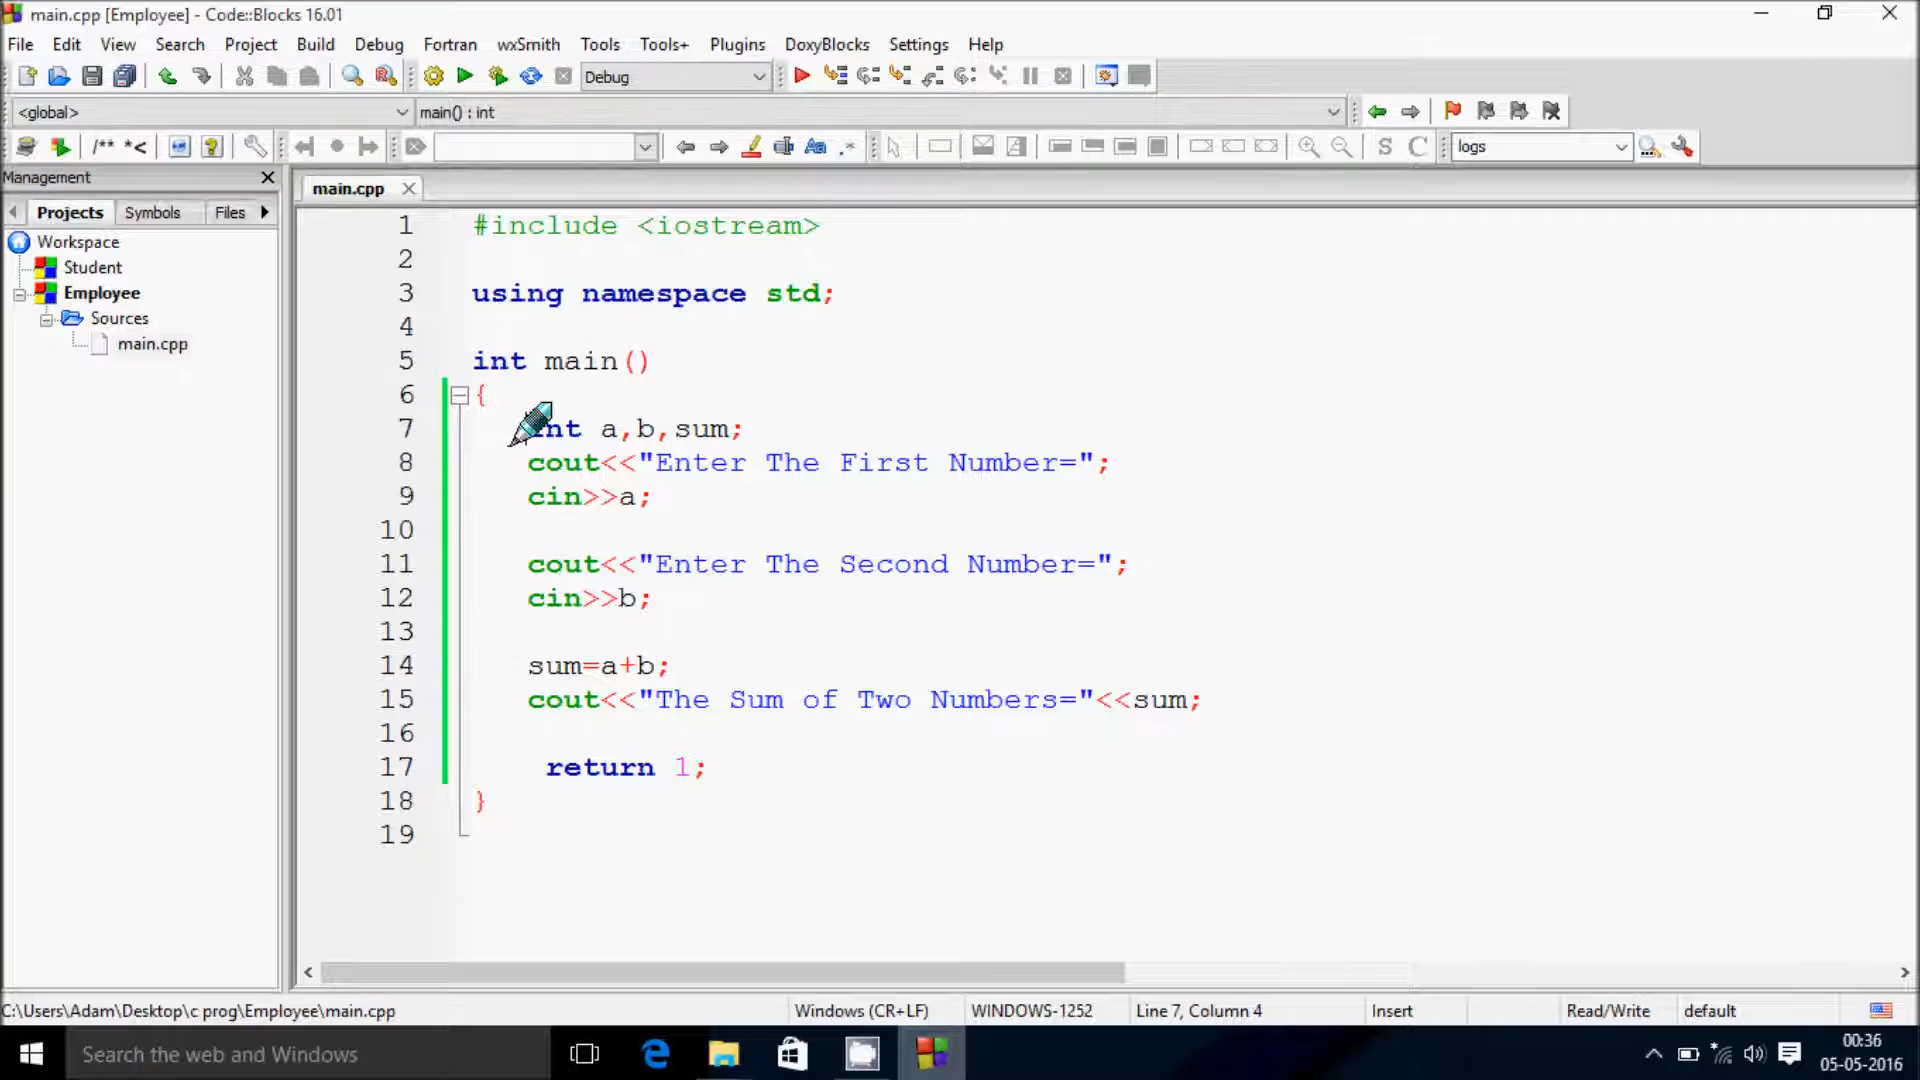 main.cpp [Employee] - Code::Blocks 16.01
File Edit View Search Project Build Debug Fortran wxSmith Tools Tools+ Plugins DoxyBlocks Settings Help
Debug
<global> main() : int
/** *< Aa .* S C logs
Management
main.cpp
Projects Symbols Files
Workspace
Student
Employee
Sources
main.cpp
1 #include <iostream>
2
3 using namespace std;
4
5 int main()
6 {
7 int a,b,sum;
8 cout<<"Enter The First Number=";
9 cin>>a;
10
11 cout<<"Enter The Second Number=";
12 cin>>b;
13
14 sum=a+b;
15 cout<<"The Sum of Two Numbers="<<sum;
16
17 return 1;
18 }
19
C:\Users\Adam\Desktop\c prog\Employee\main.cpp Windows (CR+LF) WINDOWS-1252 Line 7, Column 4 Insert Read/Write default
Search the web and Windows
00:36
05-05-2016